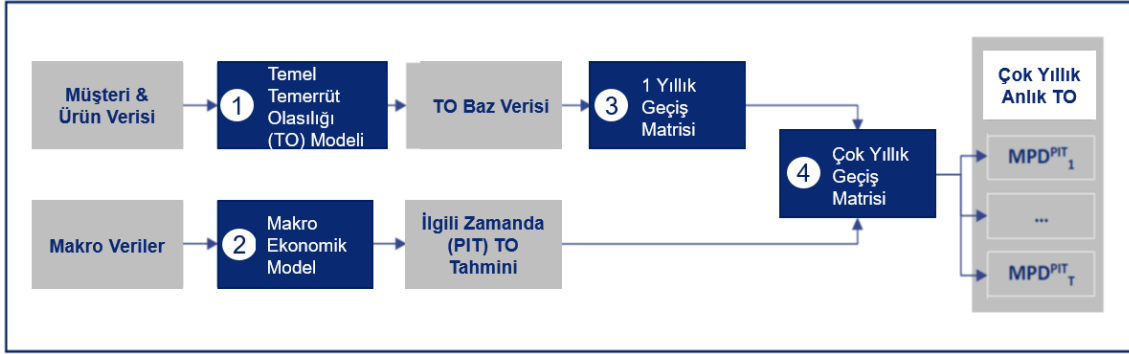 Müşteri &
Ürün Verisi
1
Temel
Temerrüt
Olasılığı
(TO) Modeli
TO Baz Verisi
3
1 Yıllık
Geçiş
Matrisi
Makro Veriler
2
Makro
Ekonomik
Model
İlgili Zamanda
(PIT) TO
Tahmini
4
Çok Yıllık
Geçiş
Matrisi
Çok Yıllık
Anlık TO
MPD^PIT_1
...
MPD^PIT_T